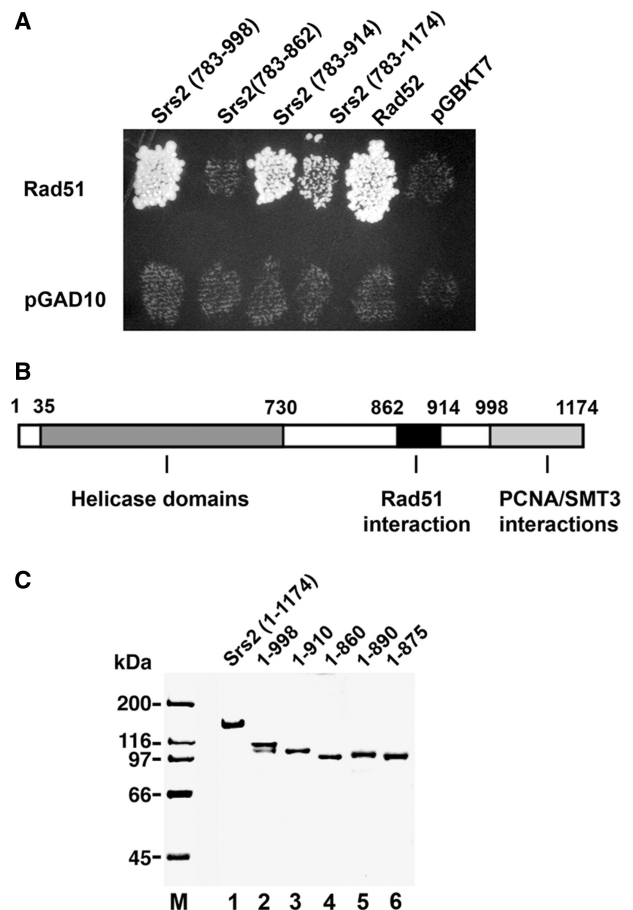 A
Srs2 (783-998)
Srs2(783-862)
Srs2 (783-914)
Srs2 (783-1174)
Rad52
pGBKT7
Rad51
pGAD10
B
1 35 730 862 914 998 1174
Helicase domains
Rad51
interaction
PCNA/SMT3
interactions
C
Srs2 (1-1174)
1-998
1-910
1-860
1-890
1-875
kDa
200
116
97
66
45
M 1 2 3 4 5 6